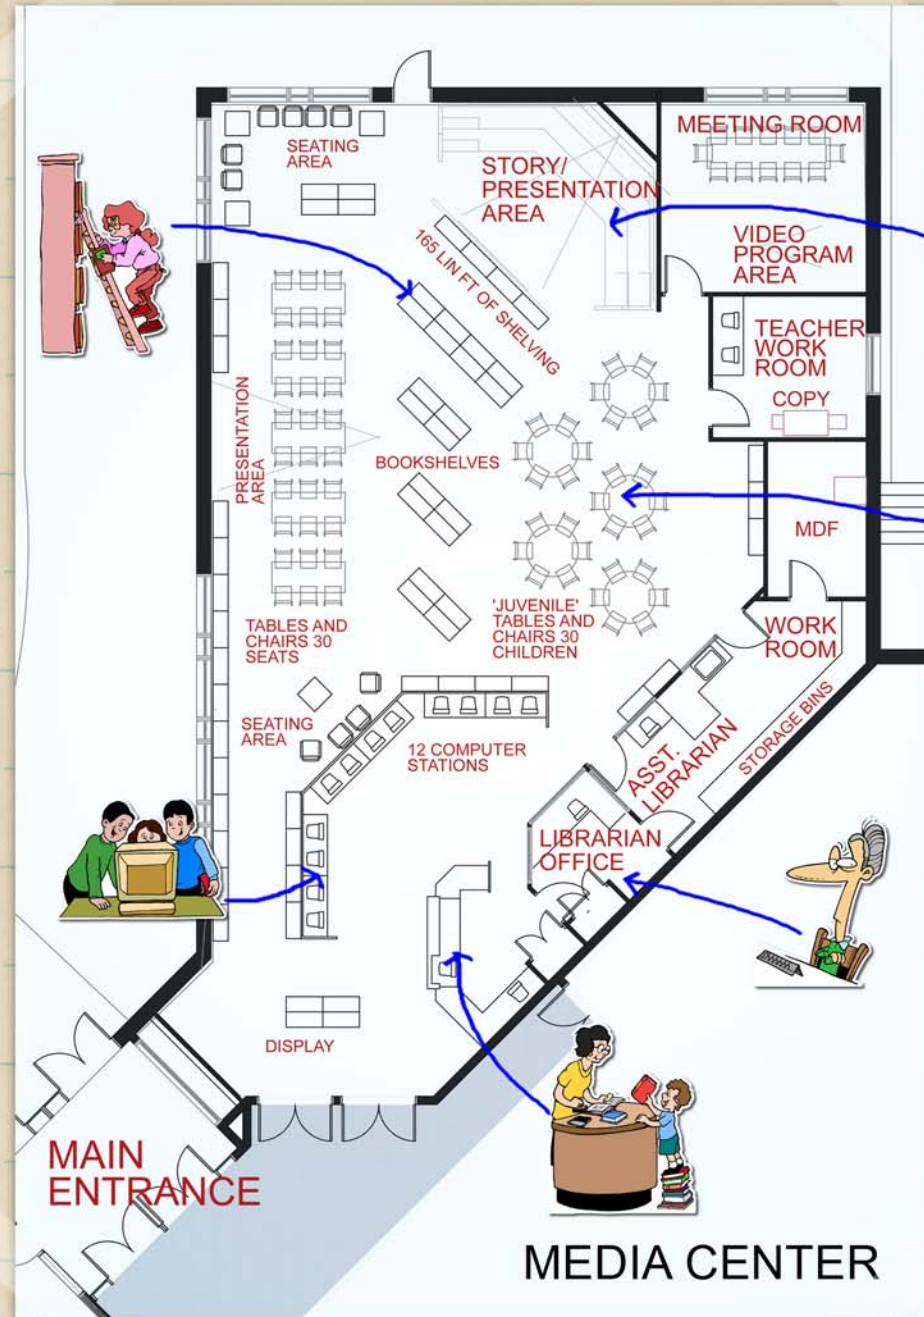 SEATING
AREA
STORY/
PRESENTATION
AREA
MEETING ROOM
VIDEO
PROGRAM
AREA
165 LIN FT OF SHELVING
TEACHER
WORK
ROOM
COPY
PRESENTATION
AREA
BOOKSHELVES
MDF
TABLES AND
CHAIRS 30
SEATS
'JUVENILE'
TABLES AND
CHAIRS 30
CHILDREN
WORK
ROOM
SEATING
AREA
12 COMPUTER
STATIONS
ASST.
LIBRARIAN
STORAGE BINS
LIBRARIAN
OFFICE
DISPLAY
MAIN
ENTRANCE
MEDIA CENTER